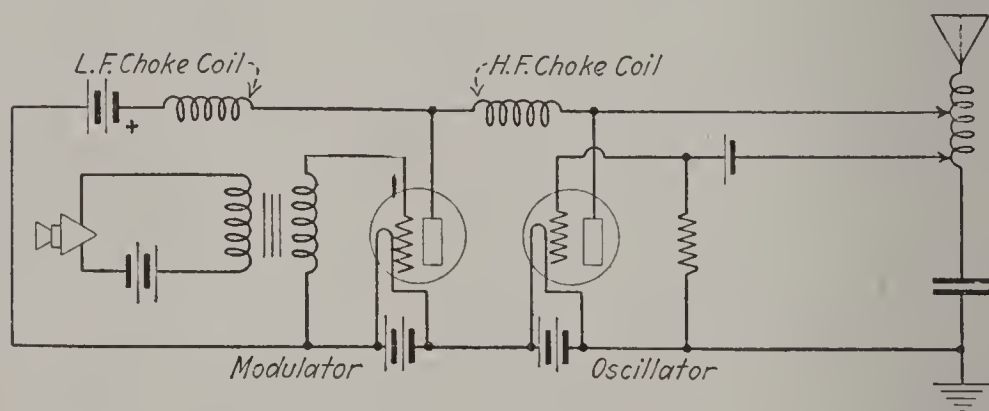 L.F. Choke Coil
H.F. Choke Coil
+
Modulator
Oscillator